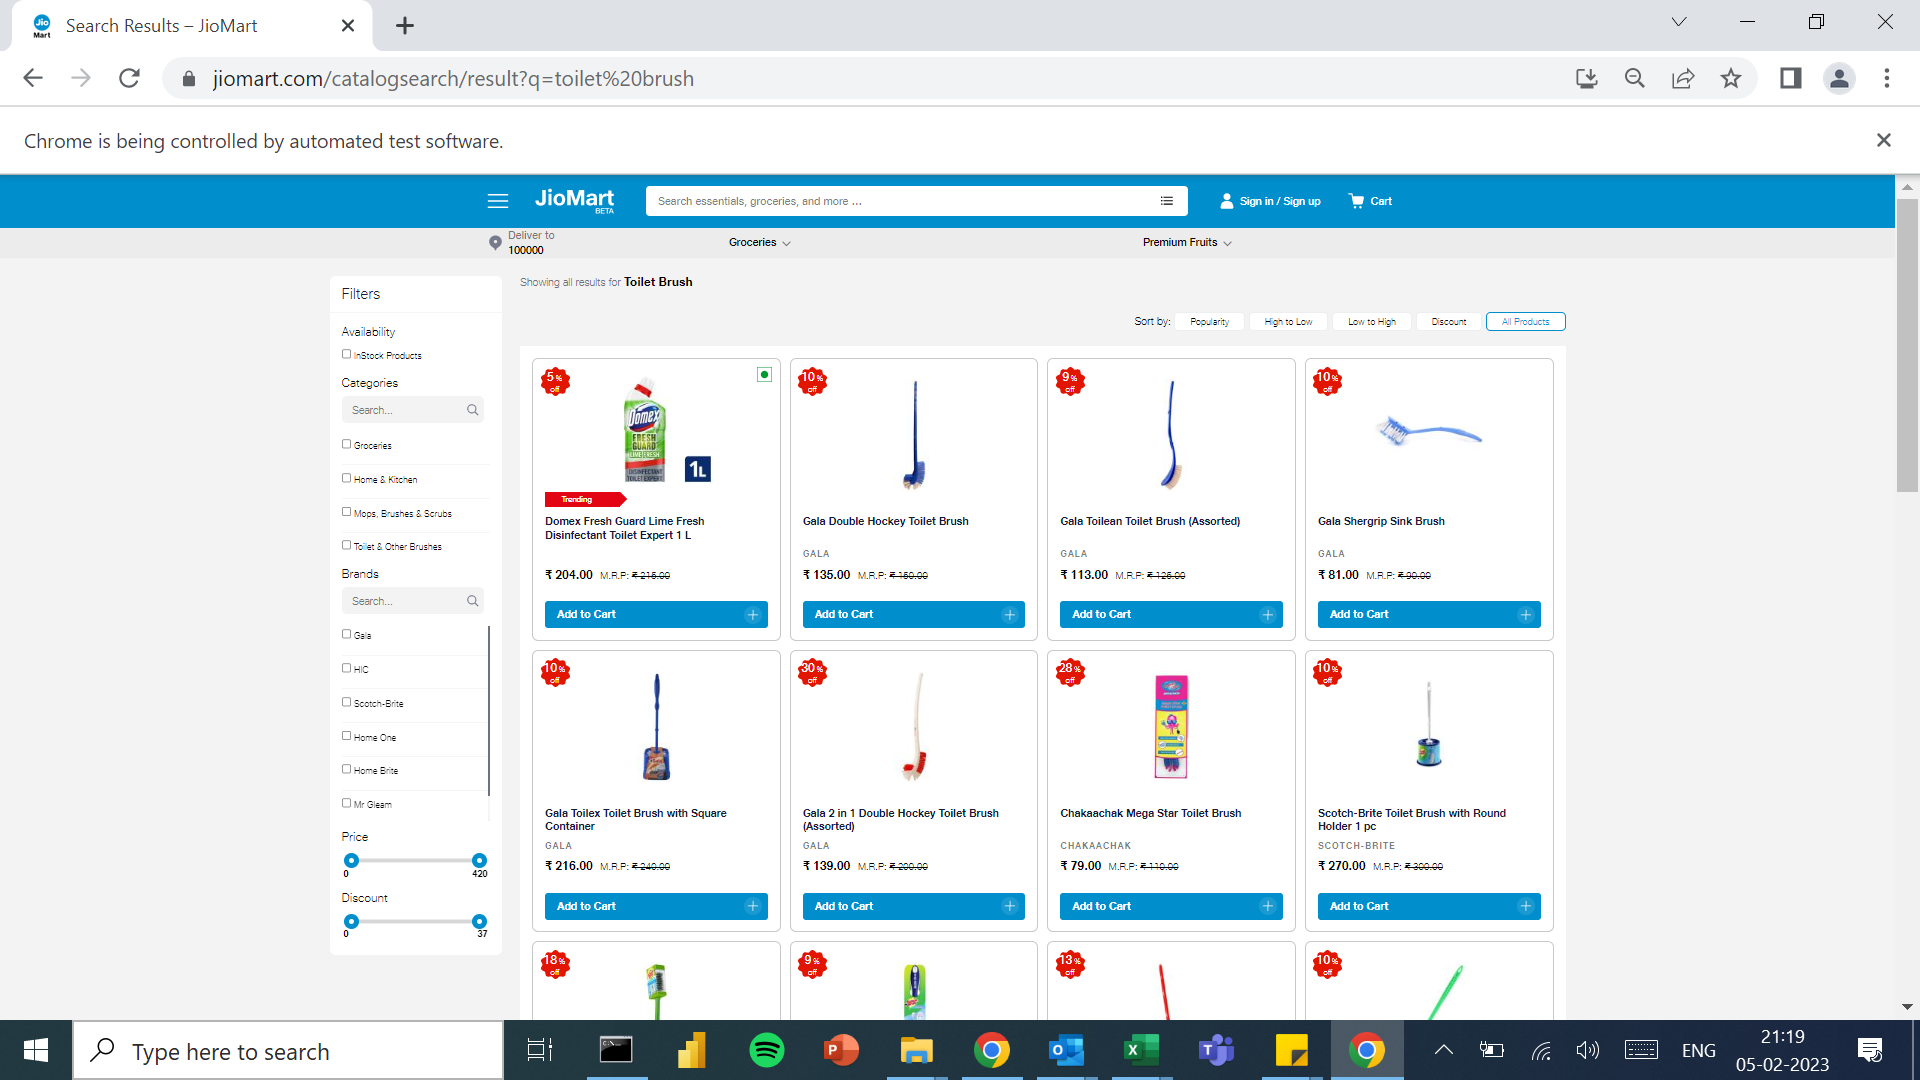 Search Results – JioMart
jiomart.com/catalogsearch/result?q=toilet%20brush
Chrome is being controlled by automated test software.
JioMart
BETA
Search essentials, groceries, and more ...
Sign in / Sign up
Cart
Deliver to
100000
Groceries
Premium Fruits
Filters
Showing all results for Toilet Brush
Sort by: Popularity High to Low Low to High Discount All Products
Availability
InStock Products
Categories
Search...
Groceries
Home & Kitchen
Mops, Brushes & Scrubs
Toilet & Other Brushes
Brands
Search...
Gala
HIC
Scotch-Brite
Home One
Home Brite
Mr Gleam
Price
0 420
Discount
0 37
5% off
Domex
FRESH
GUARD
LIME FRESH
DISINFECTANT
TOILET EXPERT
1L
Trending
Domex Fresh Guard Lime Fresh
Disinfectant Toilet Expert 1 L
₹ 204.00 M.R.P: ₹ 215.00
Add to Cart
10% off
Gala Double Hockey Toilet Brush
GALA
₹ 135.00 M.R.P: ₹ 150.00
Add to Cart
9% off
Gala Toilean Toilet Brush (Assorted)
GALA
₹ 113.00 M.R.P: ₹ 125.00
Add to Cart
10% off
Gala Shergrip Sink Brush
GALA
₹ 81.00 M.R.P: ₹ 90.00
Add to Cart
10% off
Gala Toilex Toilet Brush with Square
Container
GALA
₹ 216.00 M.R.P: ₹ 240.00
Add to Cart
30% off
Gala 2 in 1 Double Hockey Toilet Brush
(Assorted)
GALA
₹ 139.00 M.R.P: ₹ 200.00
Add to Cart
28% off
Chakaachak Mega Star Toilet Brush
CHAKAACHAK
₹ 79.00 M.R.P: ₹ 110.00
Add to Cart
10% off
Scotch-Brite Toilet Brush with Round
Holder 1 pc
SCOTCH-BRITE
₹ 270.00 M.R.P: ₹ 300.00
Add to Cart
18% off
9% off
13% off
10% off
Type here to search
ENG
21:19
05-02-2023